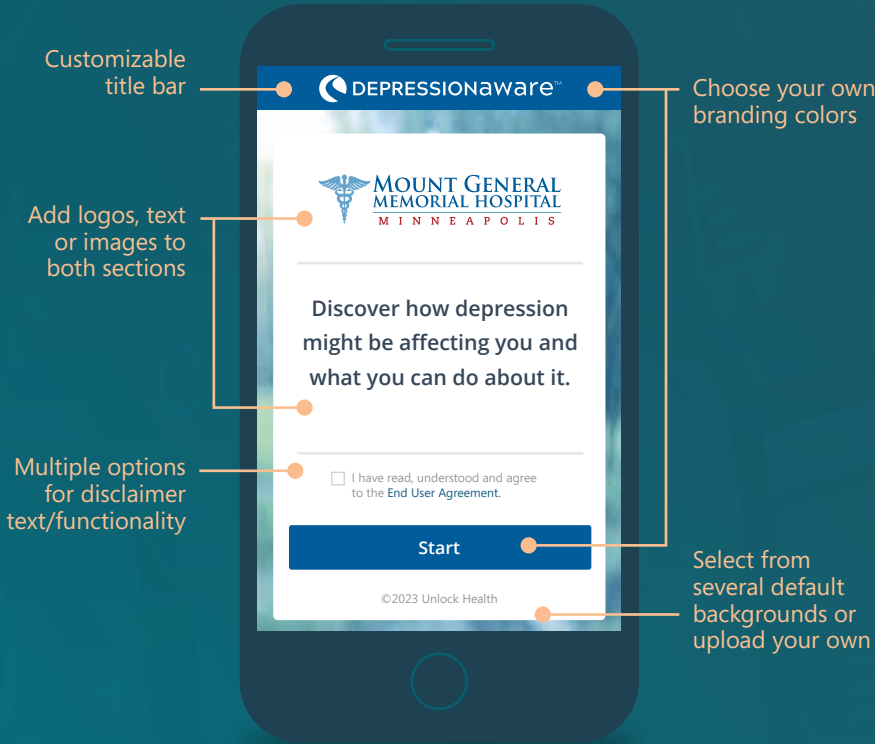 Customizable
title bar
Add logos, text
or images to
both sections
Multiple options
for disclaimer
text/functionality
DEPRESSIONaware™
MOUNT GENERAL
MEMORIAL HOSPITAL
MINNEAPOLIS
Discover how depression
might be affecting you and
what you can do about it.
I have read, understood and agree
to the End User Agreement.
Start
©2023 Unlock Health
Choose your own
branding colors
Select from
several default
backgrounds or
upload your own